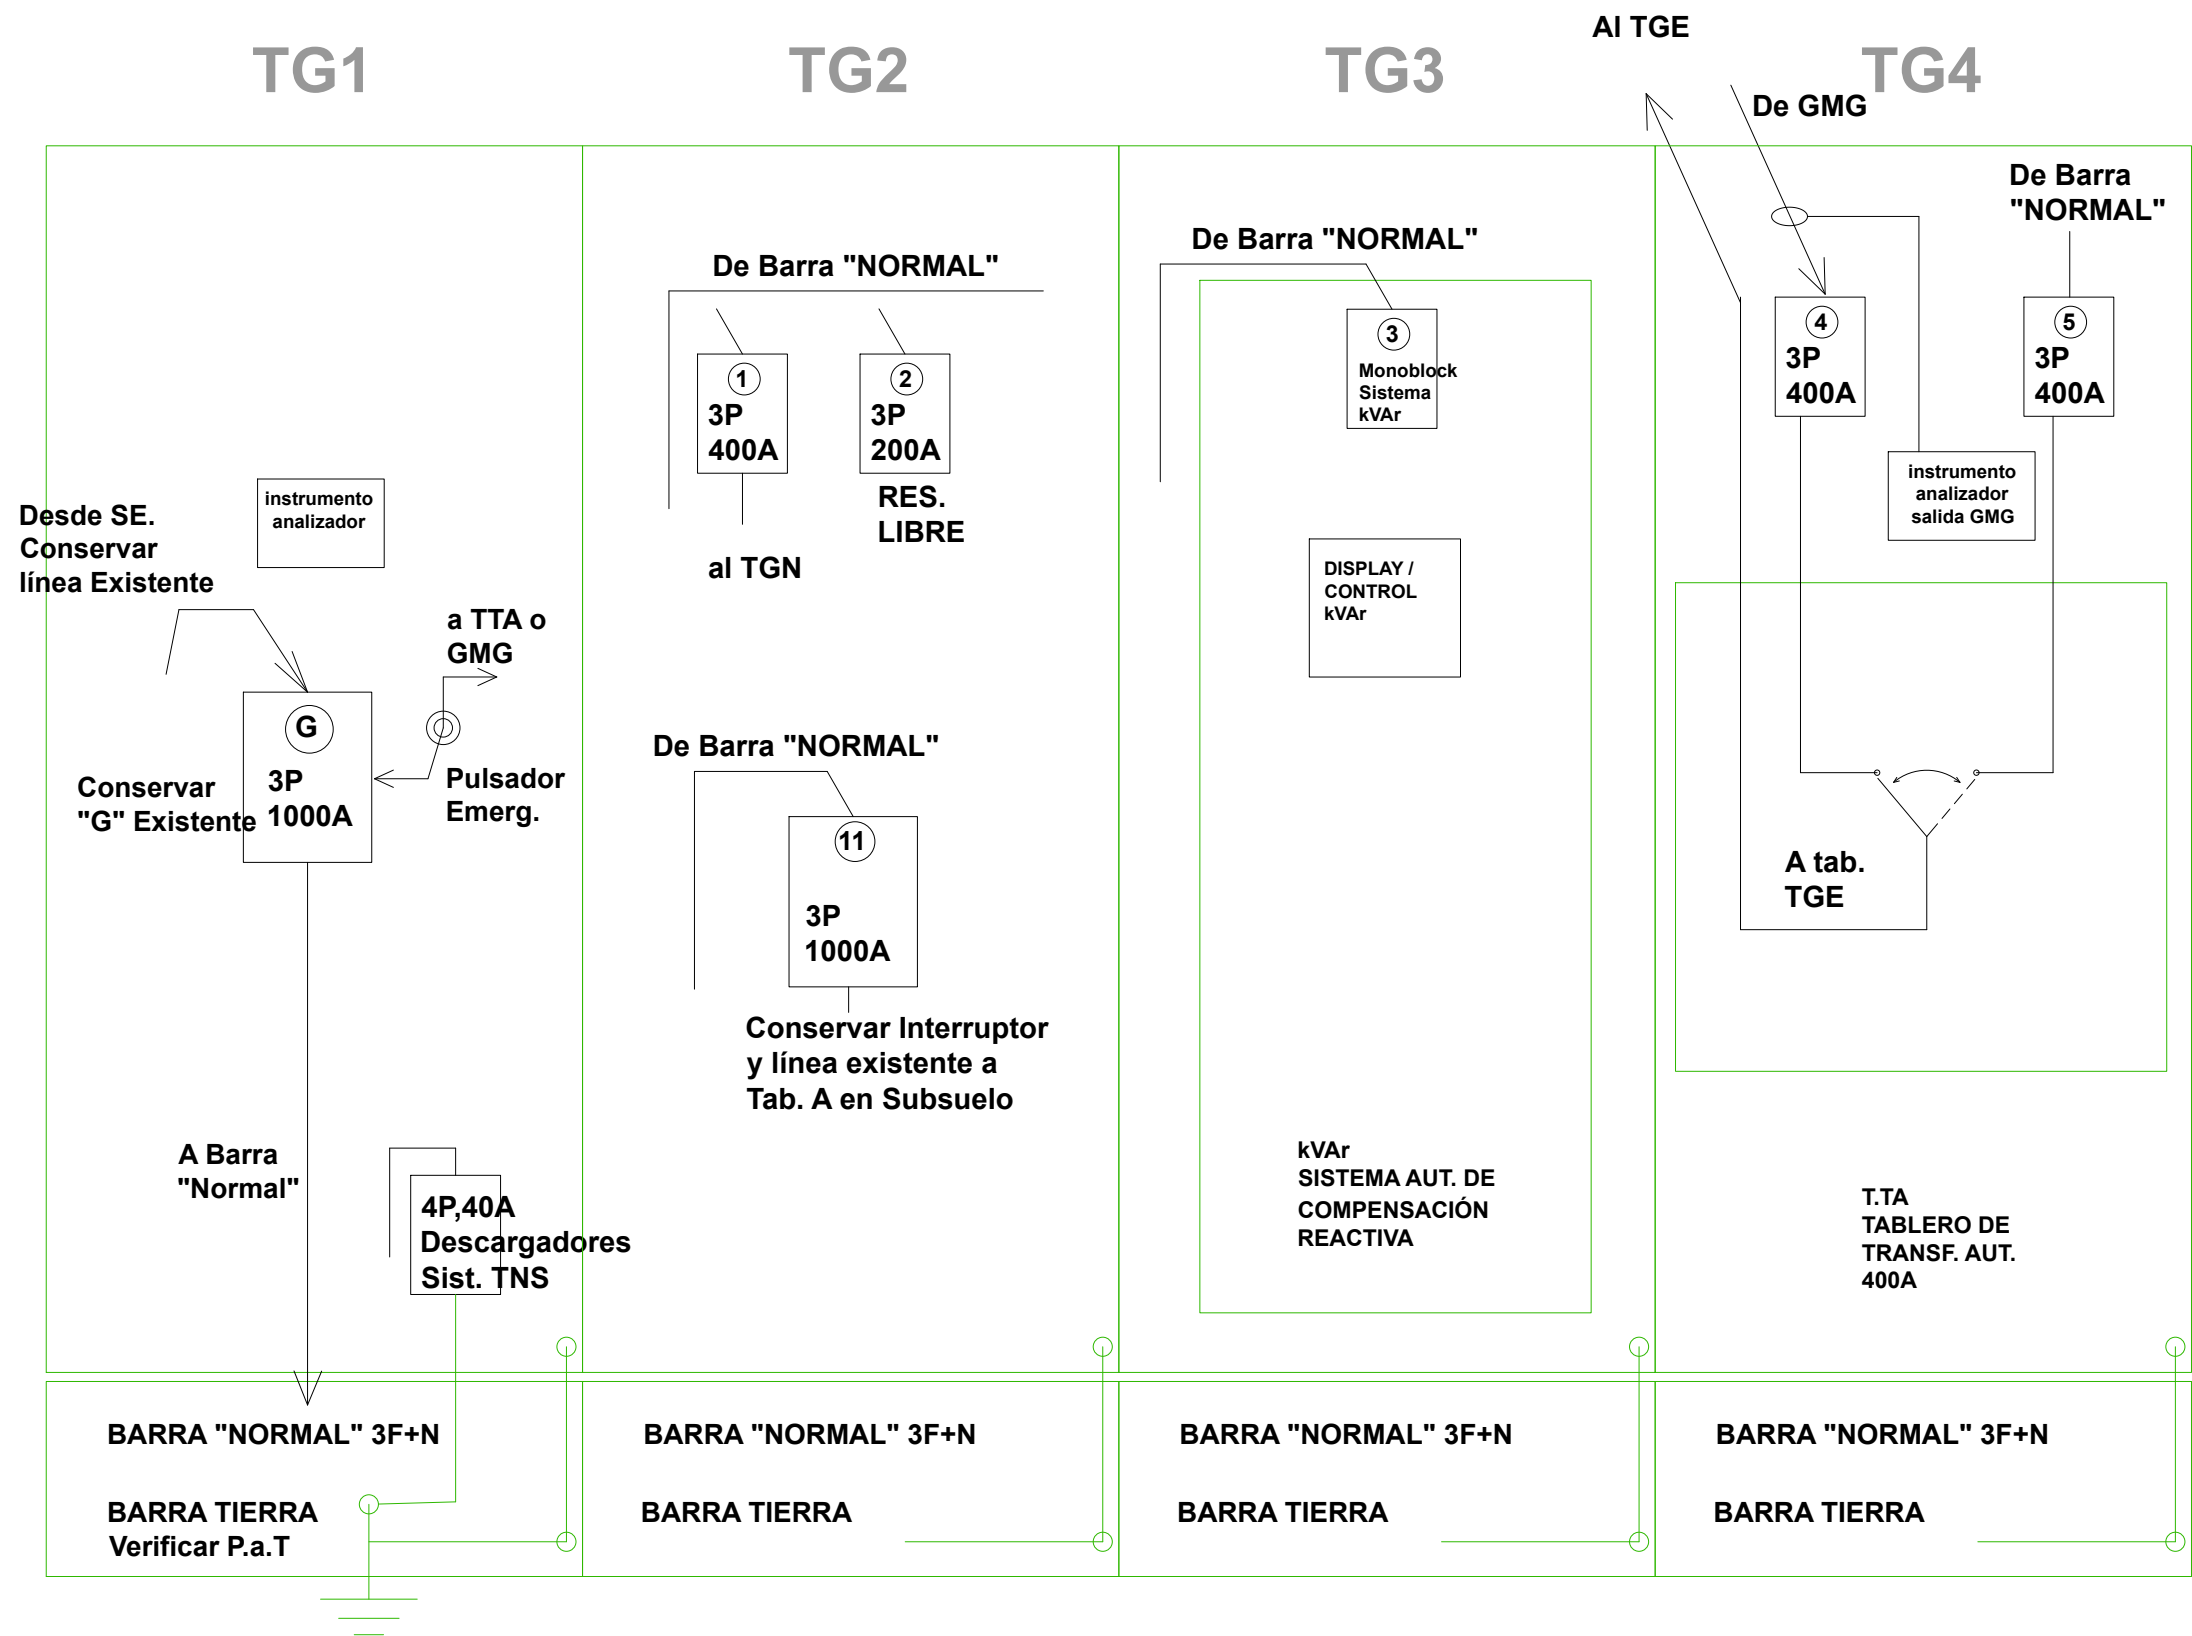 TG1
TG2
TG3
TG4
Al TGE
De GMG
Desde SE.
Conservar
línea Existente
instrumento
analizador
a TTA o
GMG
G
3P
1000A
Conservar
"G" Existente
Pulsador
Emerg.
A Barra
"Normal"
4P,40A
Descargadores
Sist. TNS
De Barra "NORMAL"
1
3P
400A
al TGN
2
3P
200A
RES.
LIBRE
De Barra "NORMAL"
11
3P
1000A
Conservar Interruptor
y línea existente a
Tab. A en Subsuelo
De Barra "NORMAL"
3
Monoblock
Sistema
kVAr
DISPLAY /
CONTROL
kVAr
kVAr
SISTEMA AUT. DE
COMPENSACIÓN
REACTIVA
De Barra
"NORMAL"
4
3P
400A
5
3P
400A
instrumento
analizador
salida GMG
A tab.
TGE
T.TA
TABLERO DE
TRANSF. AUT.
400A
BARRA "NORMAL" 3F+N
BARRA TIERRA
Verificar P.a.T
BARRA "NORMAL" 3F+N
BARRA TIERRA
BARRA "NORMAL" 3F+N
BARRA TIERRA
BARRA "NORMAL" 3F+N
BARRA TIERRA